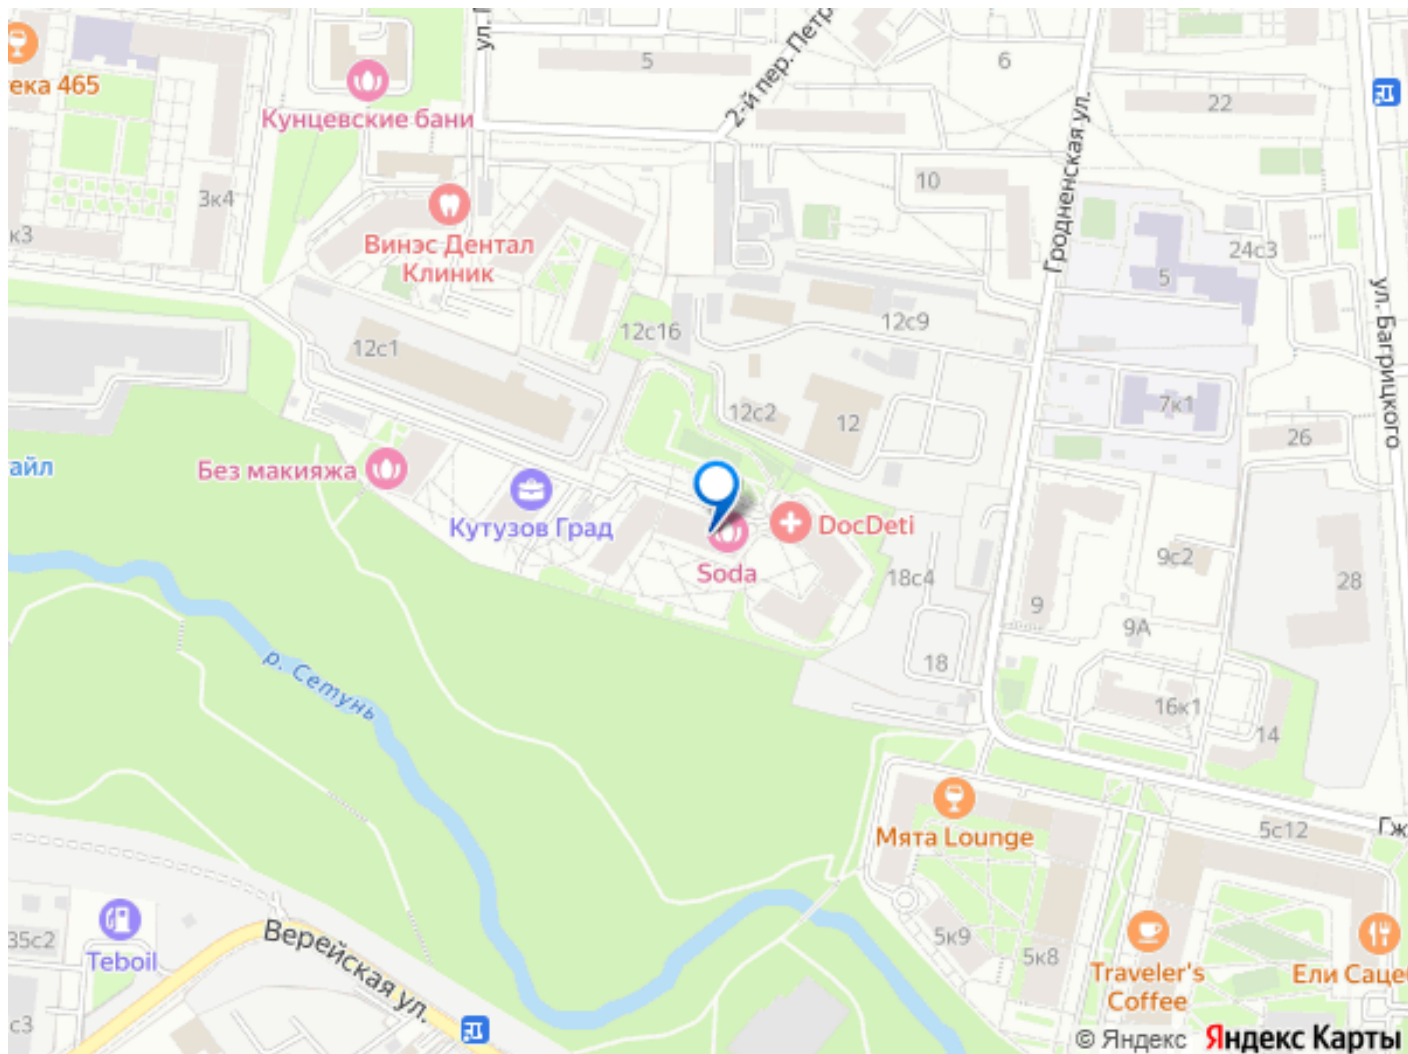 ул. 
5
2-й пер. Петр
6
22
ека 465
Кунцевские бани
Гродненская ул.
3к4
10
к3
Винэс Дентал
Клиник
24с3
5
ул. Багрицкого
12с16
12с9
12с1
12с2
12
7к1
26
айл
Без макияжа
Кутузов Град
DocDeti
Soda
18с4
9с2
28
9
9А
р. Сетунь
18
16к1
14
Мята Lounge
5с12
Гж
35с2
Teboil
Верейская ул.
5к9
5к8
Traveler's
Coffee
Ели Сацеб
с3
© Яндекс Яндекс Карты